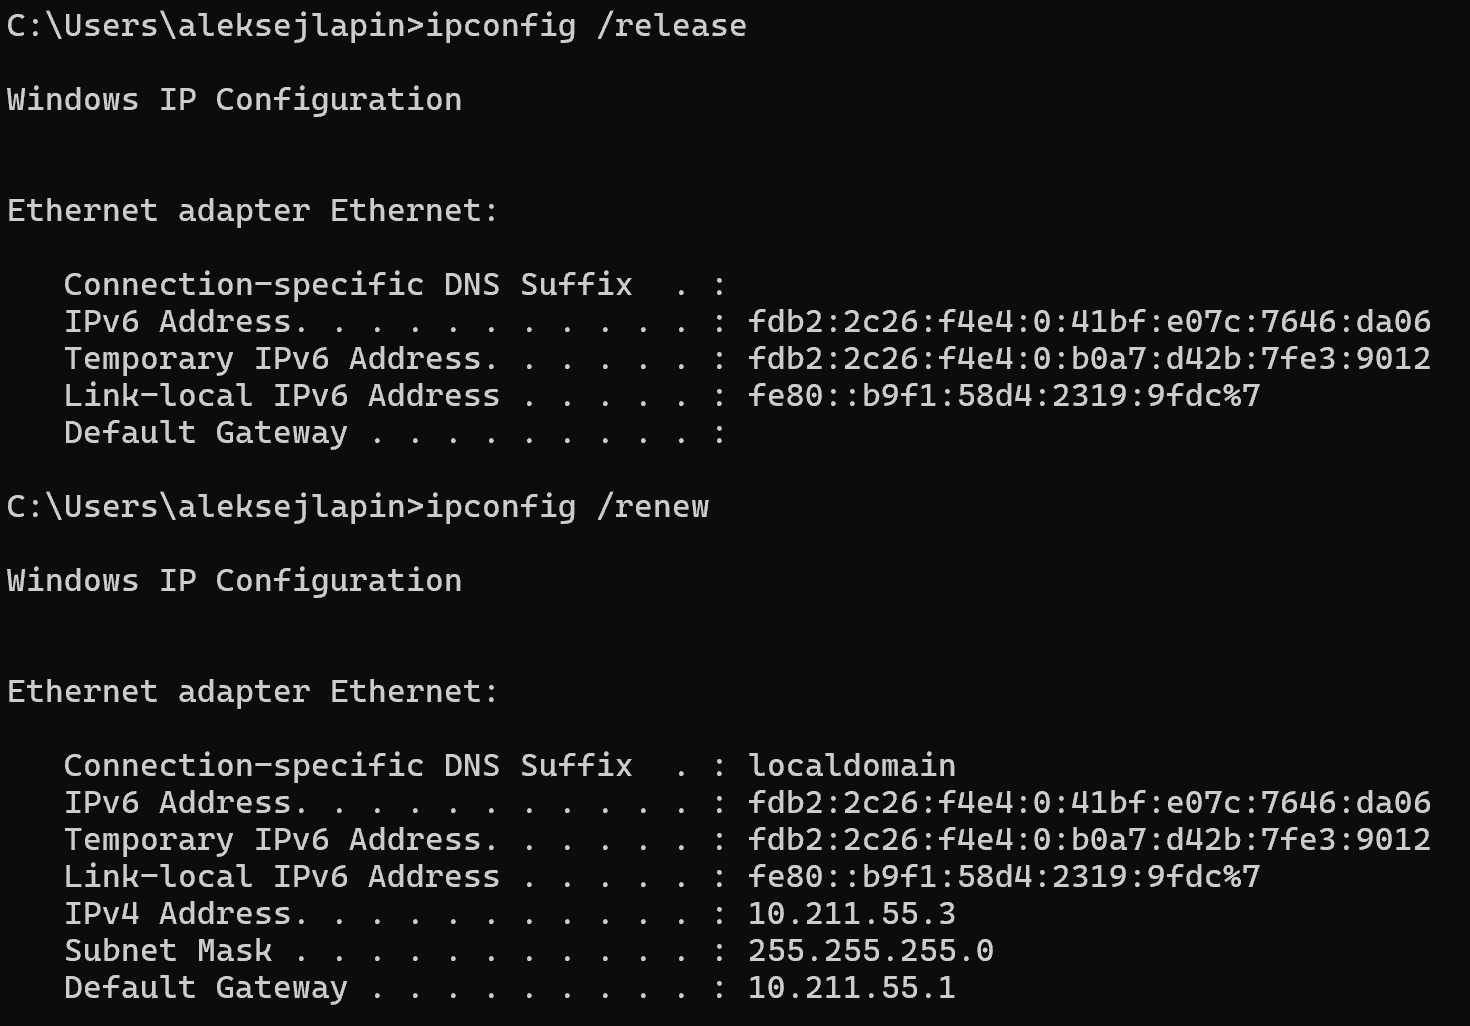 C:\Users\aleksejlapin>ipconfig /release
Windows IP Configuration
Ethernet adapter Ethernet:
Connection-specific DNS Suffix  . :
IPv6 Address. . . . . . . . . . . : fdb2:2c26:f4e4:0:41bf:e07c:7646:da06
Temporary IPv6 Address. . . . . . : fdb2:2c26:f4e4:0:b0a7:d42b:7fe3:9012
Link-local IPv6 Address . . . . . : fe80::b9f1:58d4:2319:9fdc%7
Default Gateway . . . . . . . . . :
C:\Users\aleksejlapin>ipconfig /renew
Windows IP Configuration
Ethernet adapter Ethernet:
Connection-specific DNS Suffix  . : localdomain
IPv6 Address. . . . . . . . . . . : fdb2:2c26:f4e4:0:41bf:e07c:7646:da06
Temporary IPv6 Address. . . . . . : fdb2:2c26:f4e4:0:b0a7:d42b:7fe3:9012
Link-local IPv6 Address . . . . . : fe80::b9f1:58d4:2319:9fdc%7
IPv4 Address. . . . . . . . . . . : 10.211.55.3
Subnet Mask . . . . . . . . . . . : 255.255.255.0
Default Gateway . . . . . . . . . : 10.211.55.1